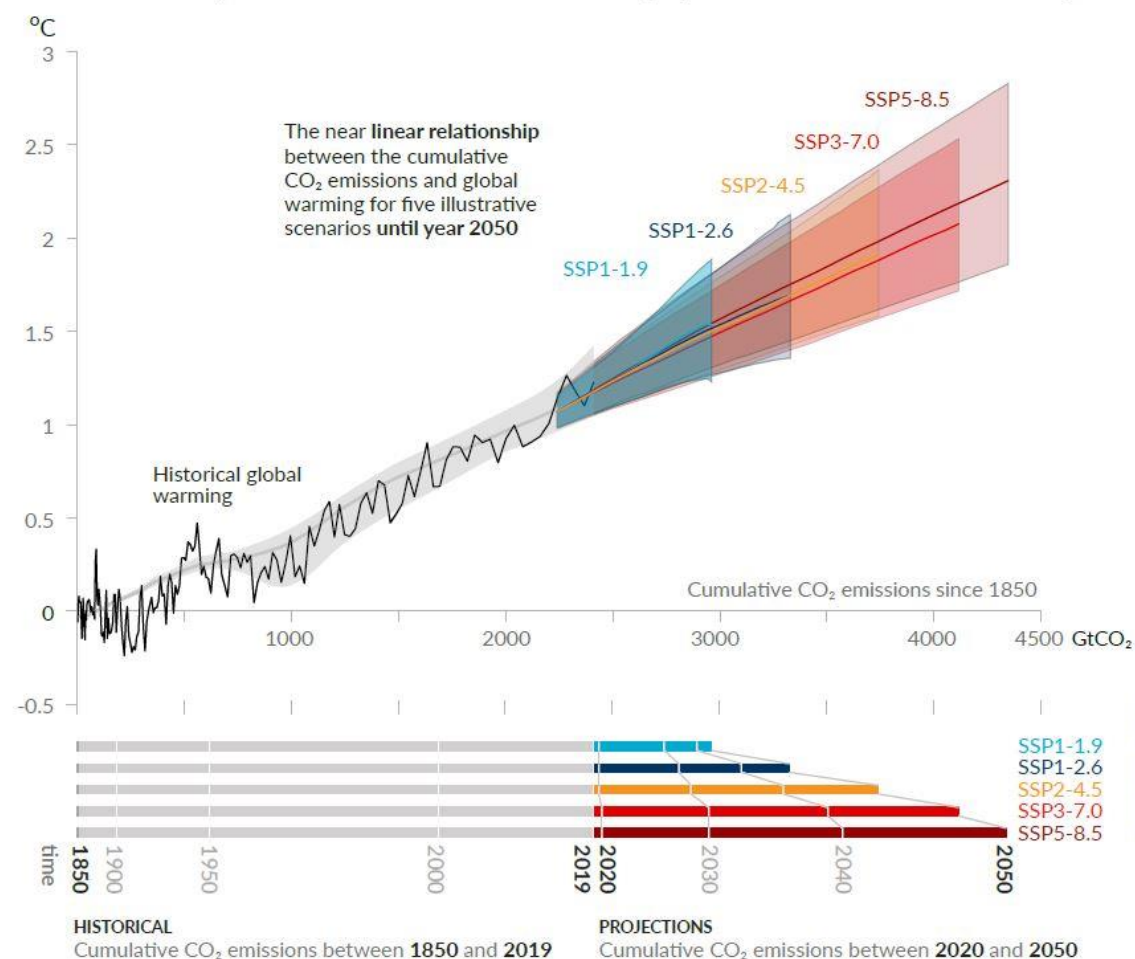 °C
3
2.5
2
1.5
1
0.5
0
-0.5
The near linear relationship
between the cumulative
CO₂ emissions and global
warming for five illustrative
scenarios until year 2050
SSP5-8.5
SSP3-7.0
SSP2-4.5
SSP1-2.6
SSP1-1.9
Historical global
warming
Cumulative CO₂ emissions since 1850
1000 2000 3000 4000 4500 GtCO₂
SSP1-1.9
SSP1-2.6
SSP2-4.5
SSP3-7.0
SSP5-8.5
time 1850 1900 1950 2000 2019 2020 2030 2040 2050
HISTORICAL
Cumulative CO₂ emissions between 1850 and 2019
PROJECTIONS
Cumulative CO₂ emissions between 2020 and 2050